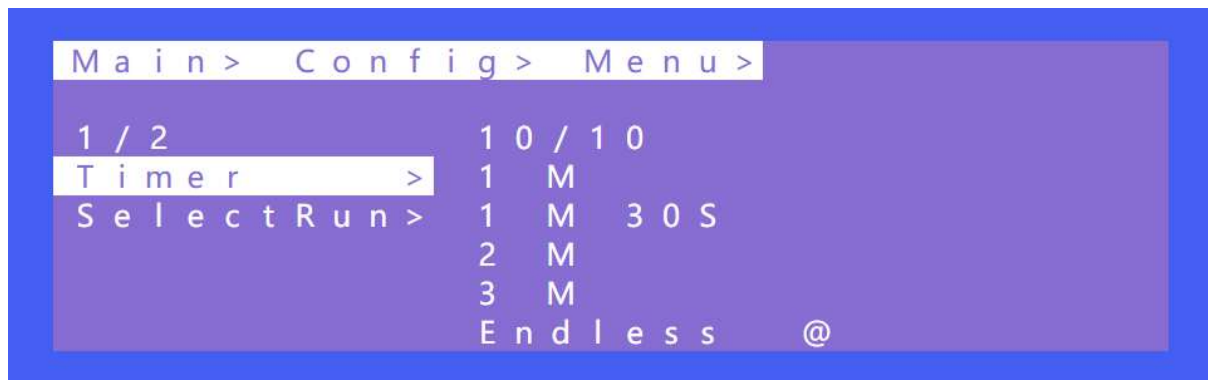 Main> Config> Menu>
1/2 10/10
Timer > 1 M
SelectRun> 1 M 30S
2 M
3 M
Endless @